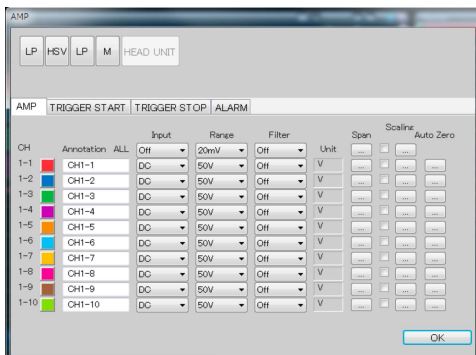 AMP
LP HSV LP M HEAD UNIT
AMP TRIGGER START TRIGGER STOP ALARM
Input Range Filter Span Scaling Auto Zero
CH Annotation ALL Off 20mV Off Unit ... ...
1-1 CH1-1 DC 50V Off V ... ... ...
1-2 CH1-2 DC 50V Off V ... ... ...
1-3 CH1-3 DC 50V Off V ... ... ...
1-4 CH1-4 DC 50V Off V ... ... ...
1-5 CH1-5 DC 50V Off V ... ... ...
1-6 CH1-6 DC 50V Off V ... ... ...
1-7 CH1-7 DC 50V Off V ... ... ...
1-8 CH1-8 DC 50V Off V ... ... ...
1-9 CH1-9 DC 50V Off V ... ... ...
1-10 CH1-10 DC 50V Off V ... ... ...
OK